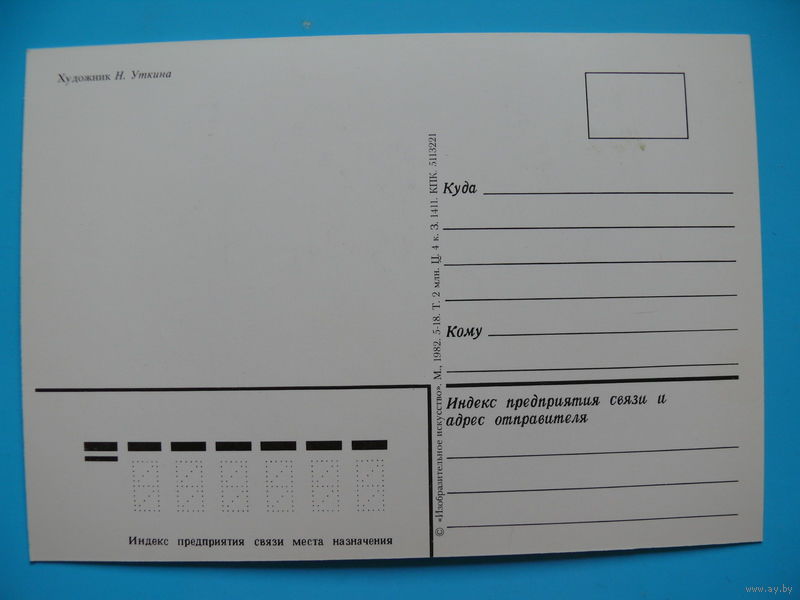 Художник Н. Уткина
© «Изобразительное искусство». М., 1982. 5-18. Т. 2 млн. Ц. 4 к. З. 1411. КПК. 5113221
Куда
Кому
Индекс предприятия связи и
адрес отправителя
Индекс предприятия связи места назначения
www.ay.by